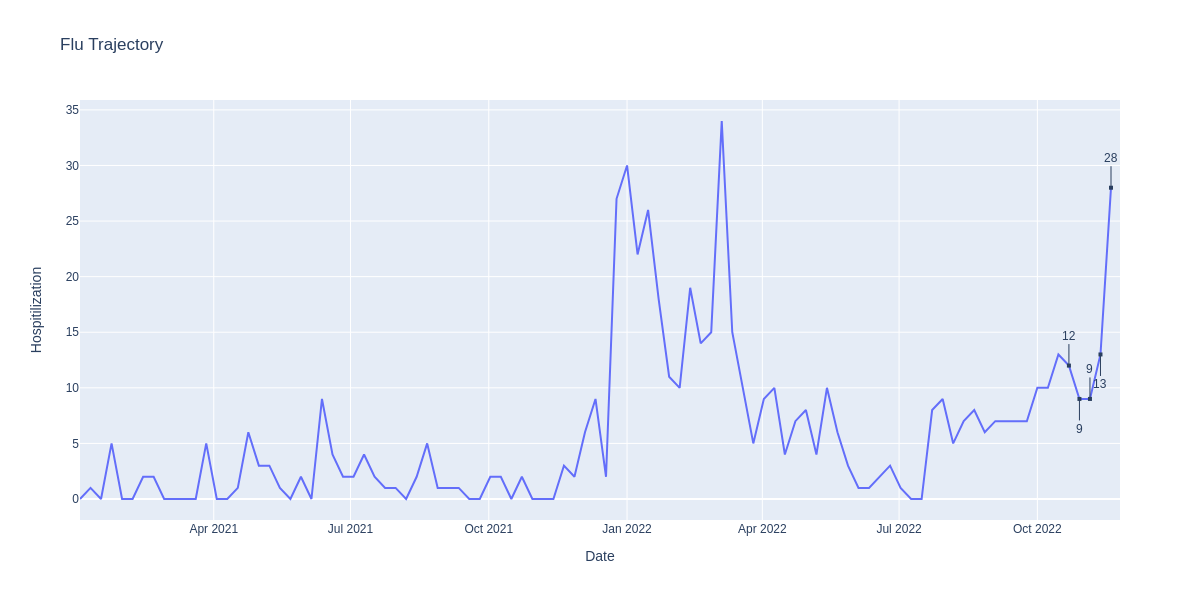 Flu Trajectory
Hospitilization
35
30
25
20
15
10
5
0
12
9
9
13
28
Apr 2021
Jul 2021
Oct 2021
Jan 2022
Apr 2022
Jul 2022
Oct 2022
Date